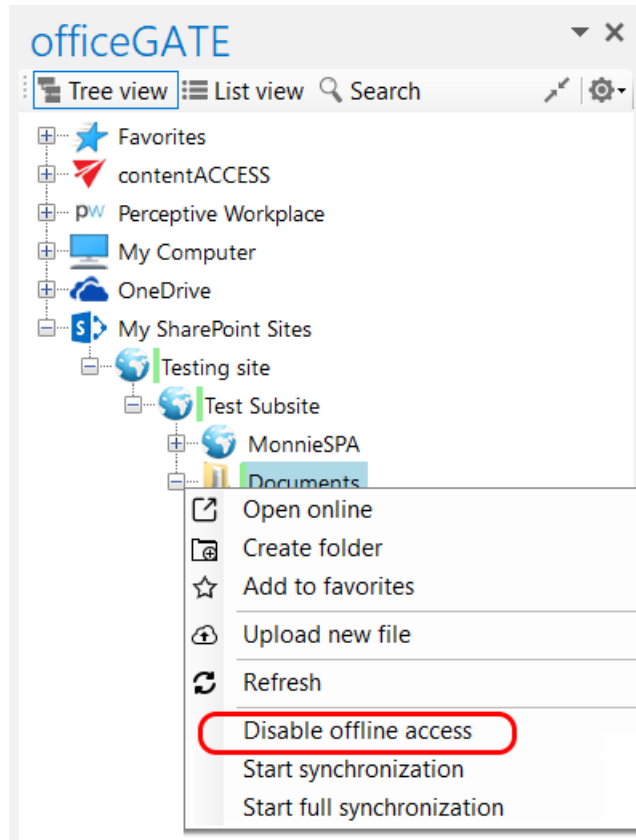 officeGATE
Tree view List view Search
Favorites
contentACCESS
pw Perceptive Workplace
My Computer
OneDrive
S My SharePoint Sites
Testing site
Test Subsite
MonnieSPA
Documents
Open online
Create folder
Add to favorites
Upload new file
Refresh
Disable offline access
Start synchronization
Start full synchronization